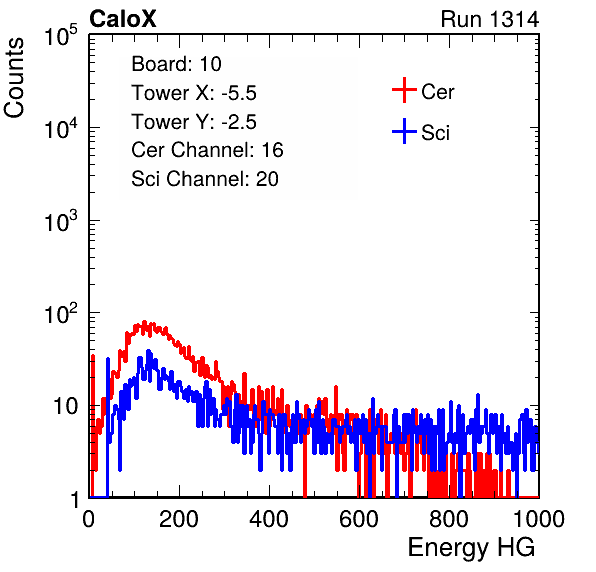 CaloX Run 1314
Counts
Board: 10
Tower X: -5.5
Tower Y: -2.5
Cer Channel: 16
Sci Channel: 20
Cer
Sci
10^5
10^4
10^3
10^2
10
1
0 200 400 600 800 1000
Energy HG